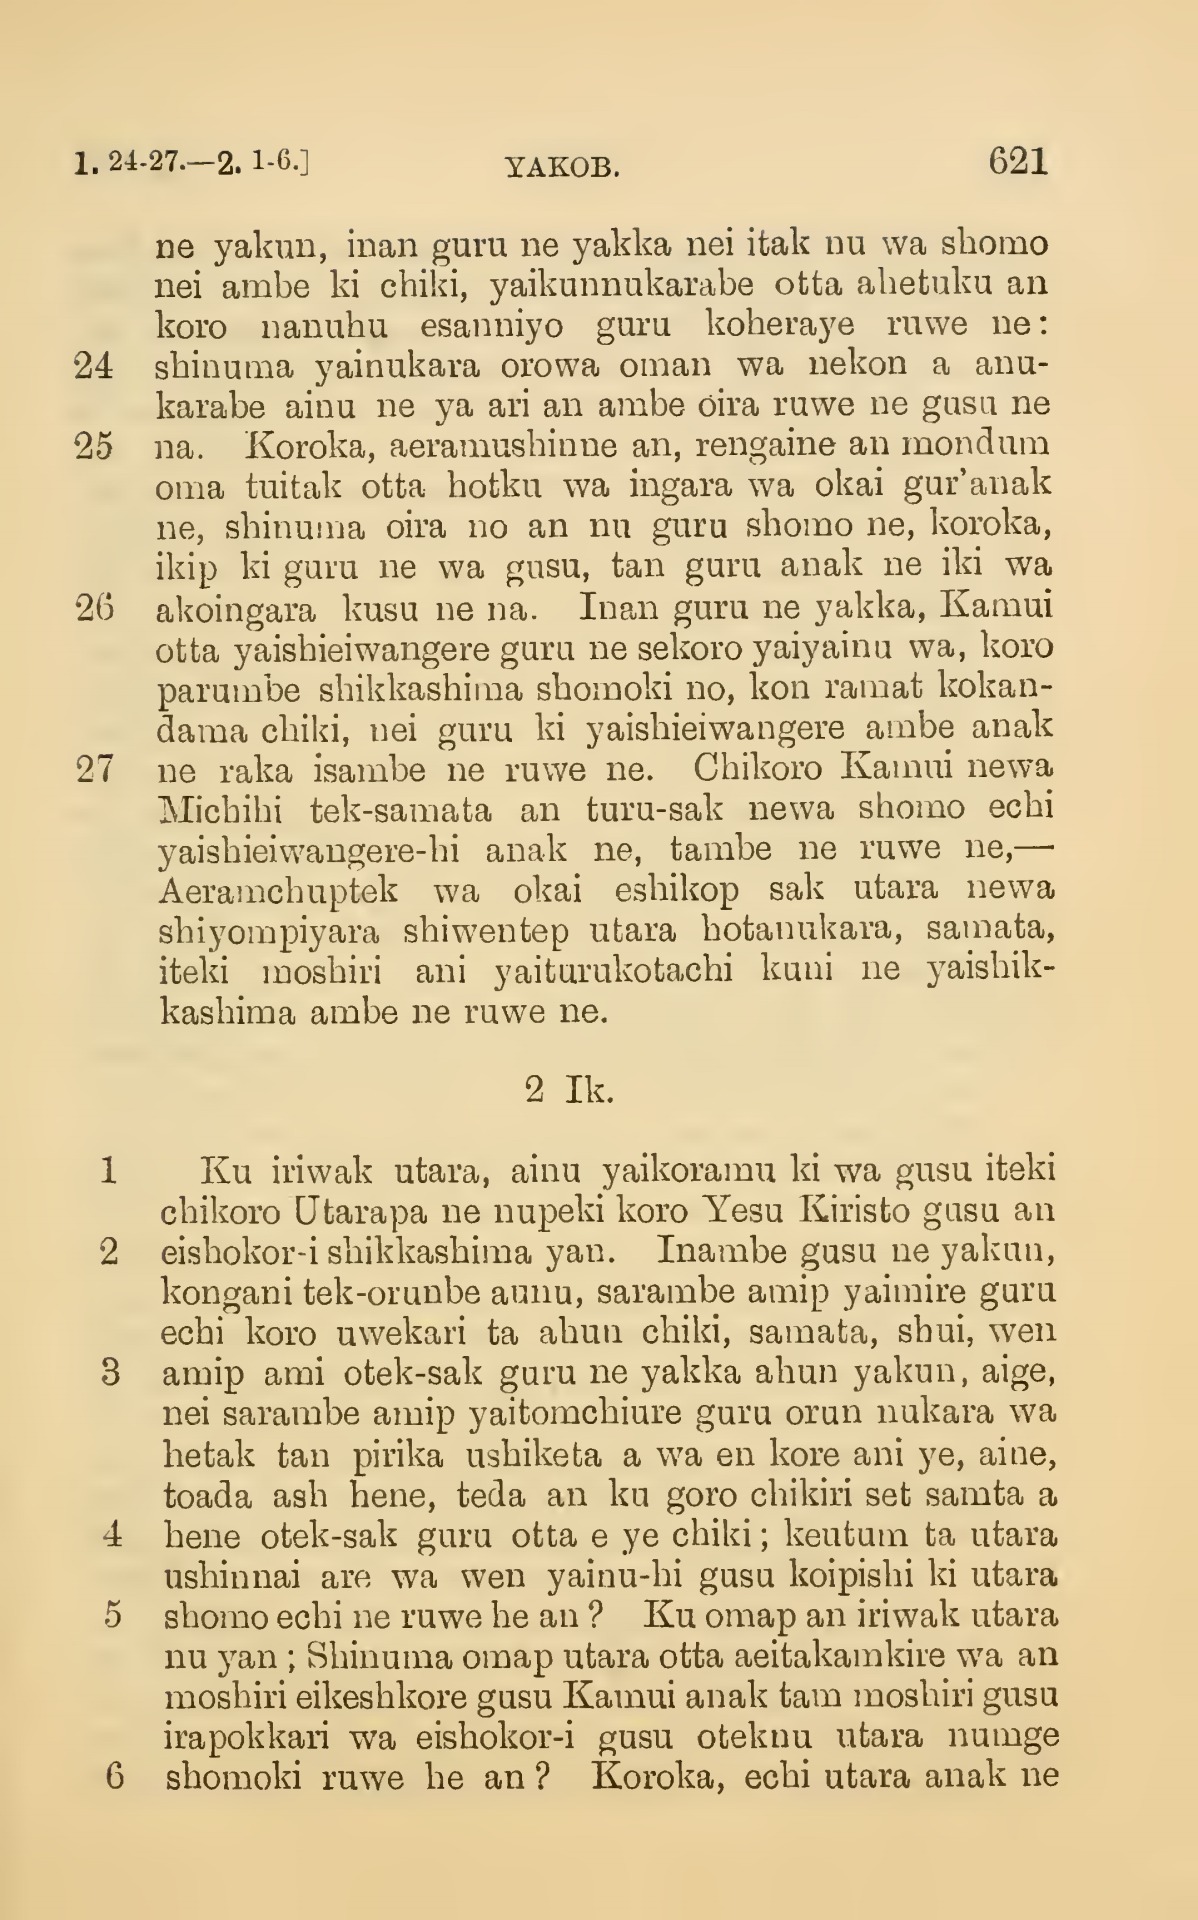 1. 24-27.—2. 1-6.] YAKOB. 621
ne yakun, inan guru ne yakka nei itak nu wa shomo
nei ambe ki chiki, yaikunnukarabe otta ahetuku an
koro nanuhu esanniyo guru koheraye ruwe ne:
24 shinuma yainukara orowa oman wa nekon a anu-
karabe ainu ne ya ari an ambe oira ruwe ne gusu ne
25 na. Koroka, aeramushinne an, rengaine an mondum
oma tuitak otta hotku wa ingara wa okai gur'anak
ne, shinuma oira no an nu guru shomo ne, koroka,
ikip ki guru ne wa gusu, tan guru anak ne iki wa
26 akoingara kusu ne na. Inan guru ne yakka, Kamui
otta yaishieiwangere guru ne sekoro yaiyainu wa, koro
parumbe shikkashima shomoki no, kon ramat kokan-
dama chiki, nei guru ki yaishieiwangere ambe anak
27 ne raka isambe ne ruwe ne. Chikoro Kamui newa
Michihi tek-samata an turu-sak newa shomo echi
yaishieiwangere-hi anak ne, tambe ne ruwe ne,—
Aeramchuptek wa okai eshikop sak utara newa
shiyompiyara shiwentep utara hotanukara, samata,
iteki moshiri ani yaiturukotachi kuni ne yaishik-
kashima ambe ne ruwe ne.
2 Ik.
1 Ku iriwak utara, ainu yaikoramu ki wa gusu iteki
chikoro Utarapa ne nupeki koro Yesu Kiristo gusu an
2 eishokor-i shikkashima yan. Inambe gusu ne yakun,
kongani tek-orunbe aunu, sarambe amip yaimire guru
echi koro uwekari ta ahun chiki, samata, shui, wen
3 amip ami otek-sak guru ne yakka ahun yakun, aige,
nei sarambe amip yaitomchiure guru orun nukara wa
hetak tan pirika ushiketa a wa en kore ani ye, aine,
toada ash hene, teda an ku goro chikiri set samta a
4 hene otek-sak guru otta e ye chiki; keutum ta utara
ushinnai are wa wen yainu-hi gusu koipishi ki utara
5 shomo echi ne ruwe he an? Ku omap an iriwak utara
nu yan; Shinuma omap utara otta aeitakamkire wa an
moshiri eikeshkore gusu Kamui anak tam moshiri gusu
irapokkari wa eishokor-i gusu oteknu utara numge
6 shomoki ruwe he an? Koroka, echi utara anak ne